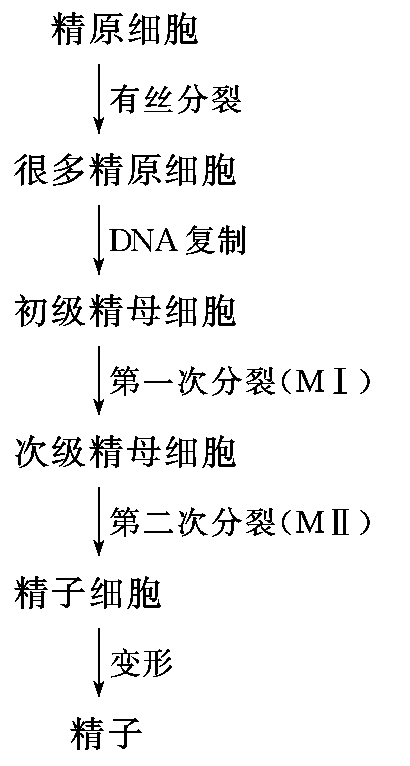 精原细胞
有丝分裂
很多精原细胞
DNA复制
初级精母细胞
第一次分裂(MⅠ)
次级精母细胞
第二次分裂(MⅡ)
精子细胞
变形
精子